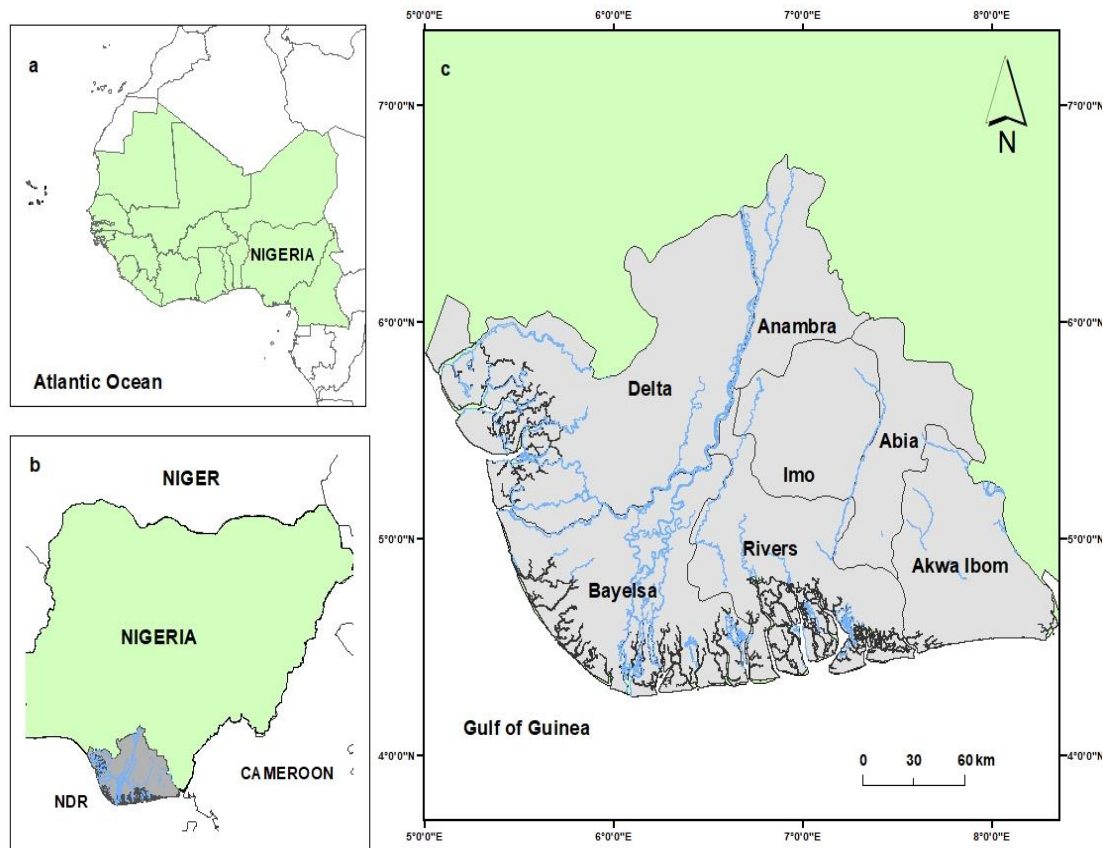 a
NIGERIA
Atlantic Ocean
b
NIGER
NIGERIA
NDR
CAMEROON
5°0'0"E 6°0'0"E 7°0'0"E 8°0'0"E
c
N
7°0'0"N 7°0'0"N
6°0'0"N 6°0'0"N
Anambra
Delta
Abia
Imo
5°0'0"N 5°0'0"N
Rivers
Akwa Ibom
Bayelsa
Gulf of Guinea
4°0'0"N 4°0'0"N
0 30 60 km
5°0'0"E 6°0'0"E 7°0'0"E 8°0'0"E